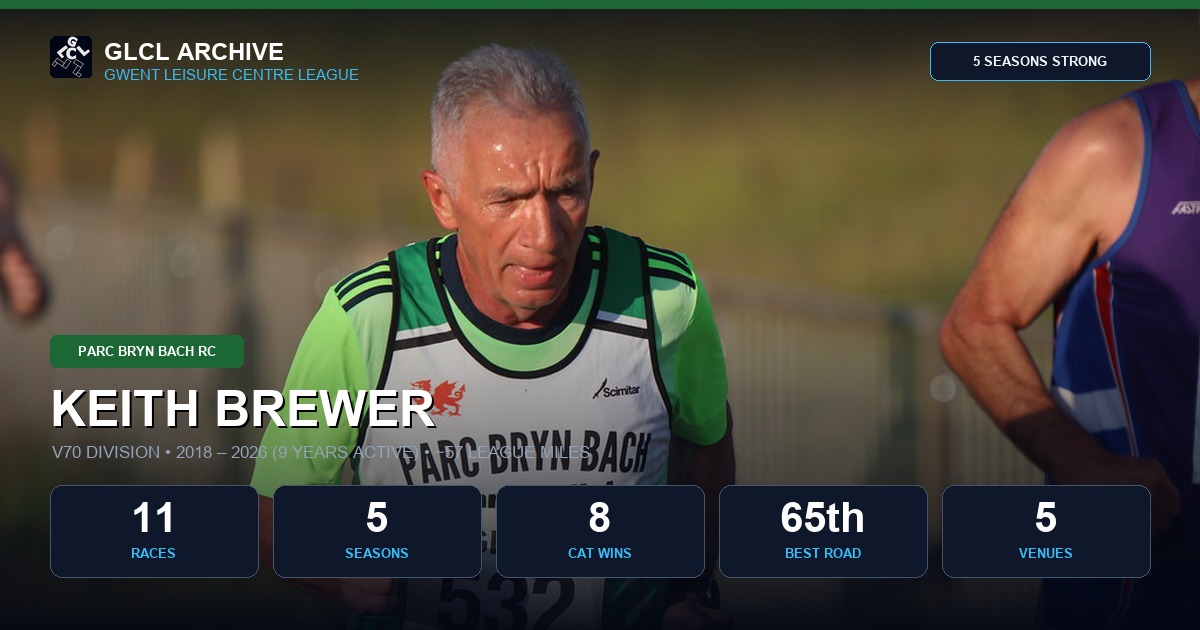 GLCL ARCHIVE
GWENT LEISURE CENTRE LEAGUE
5 SEASONS STRONG
PARC BRYN BACH RC
Scimitar
KEITH BREWER
V70 DIVISION • 2018 – 2026 (9 YEARS ACTIVE) • ~57 LEAGUE MILES
PARC BRYN BACH
11
RACES
5
SEASONS
8
CAT WINS
65th
BEST ROAD
5
VENUES
532